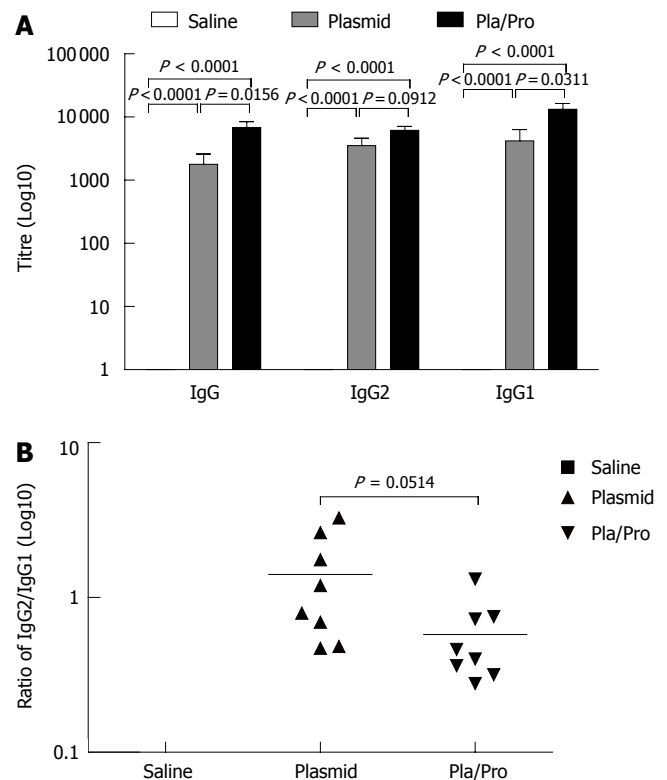 A
Saline Plasmid Pla/Pro
100 000
10 000
1000
100
10
1
Titre (Log10)
P < 0.0001
P < 0.0001 P = 0.0156
P < 0.0001
P < 0.0001 P = 0.0912
P < 0.0001
P < 0.0001 P = 0.0311
IgG IgG2 IgG1
B
10
1
0.1
Ratio of IgG2/IgG1 (Log10)
P = 0.0514
Saline
Plasmid
Pla/Pro
Saline Plasmid Pla/Pro